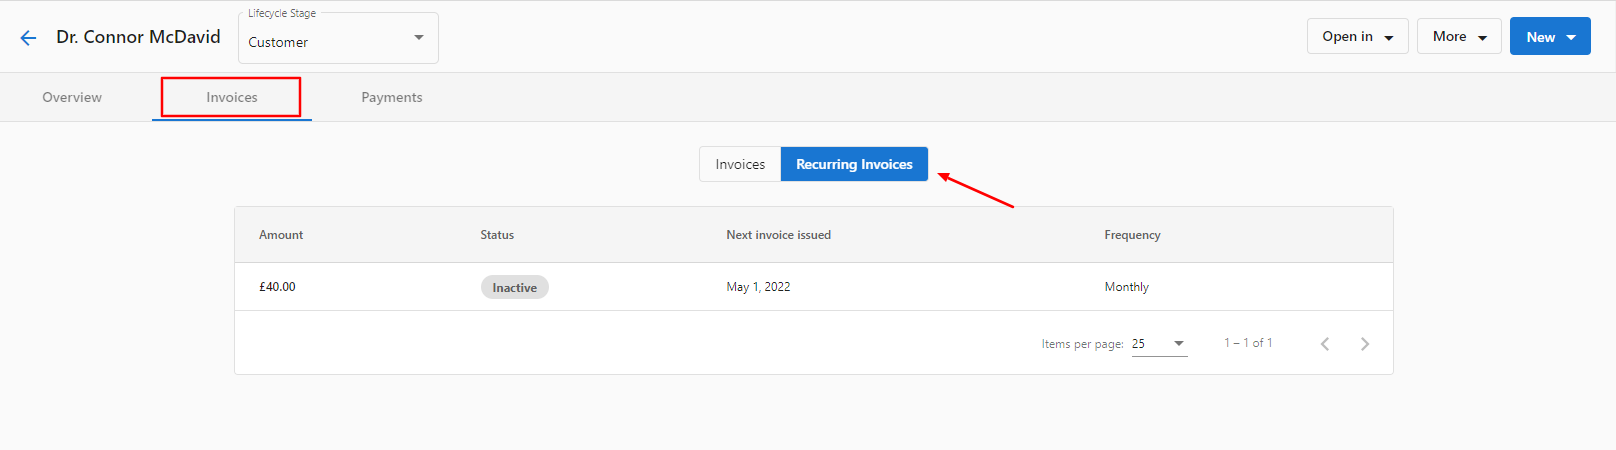 Lifecycle Stage
Dr. Connor McDavid
Customer
Open in
More
New
Overview
Invoices
Payments
Invoices
Recurring Invoices
Amount Status Next invoice issued Frequency
£40.00 Inactive May 1, 2022 Monthly
Items per page: 25 1 – 1 of 1